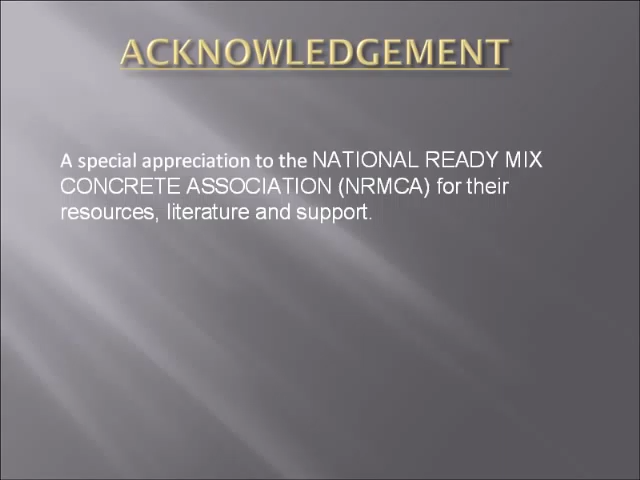 ACKNOWLEDGEMENT
A special appreciation to the NATIONAL READY MIX
CONCRETE ASSOCIATION (NRMCA) for their
resources, literature and support.